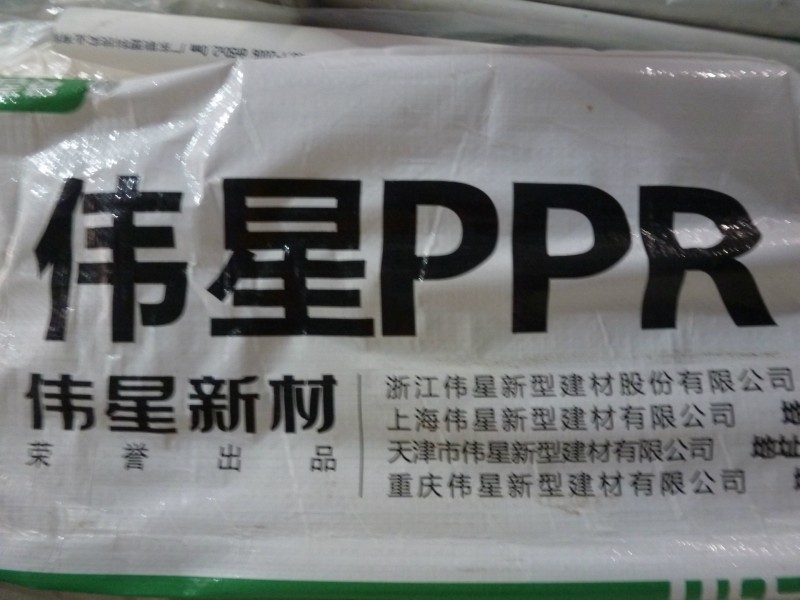 伟星PPR
伟星新材
荣誉出品
浙江伟星新型建材股份有限公司
上海伟星新型建材有限公司
天津市伟星新型建材有限公司 地址
重庆伟星新型建材有限公司